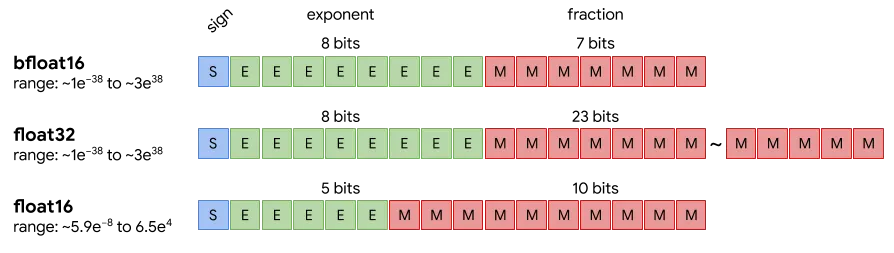 sign exponent fraction
8 bits 7 bits
bfloat16 S E E E E E E E E M M M M M M M
range: ~1e⁻³⁸ to ~3e³⁸
8 bits 23 bits
float32 S E E E E E E E E M M M M M M M ~ M M M M M
range: ~1e⁻³⁸ to ~3e³⁸
5 bits 10 bits
float16 S E E E E E M M M M M M M M M M
range: ~5.9e⁻⁸ to 6.5e⁴